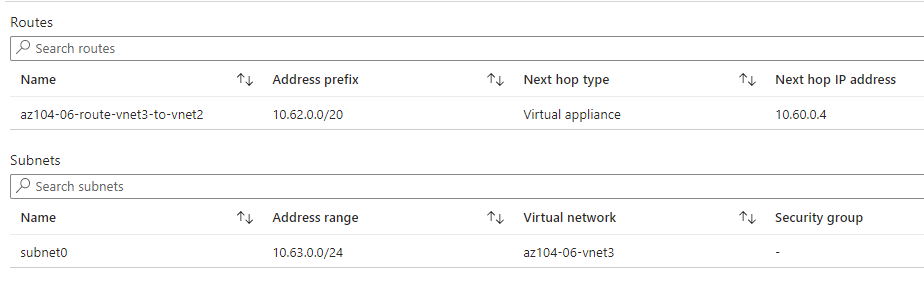 Routes
Search routes
Name Address prefix Next hop type Next hop IP address
az104-06-route-vnet3-to-vnet2 10.62.0.0/20 Virtual appliance 10.60.0.4
Subnets
Search subnets
Name Address range Virtual network Security group
subnet0 10.63.0.0/24 az104-06-vnet3 -